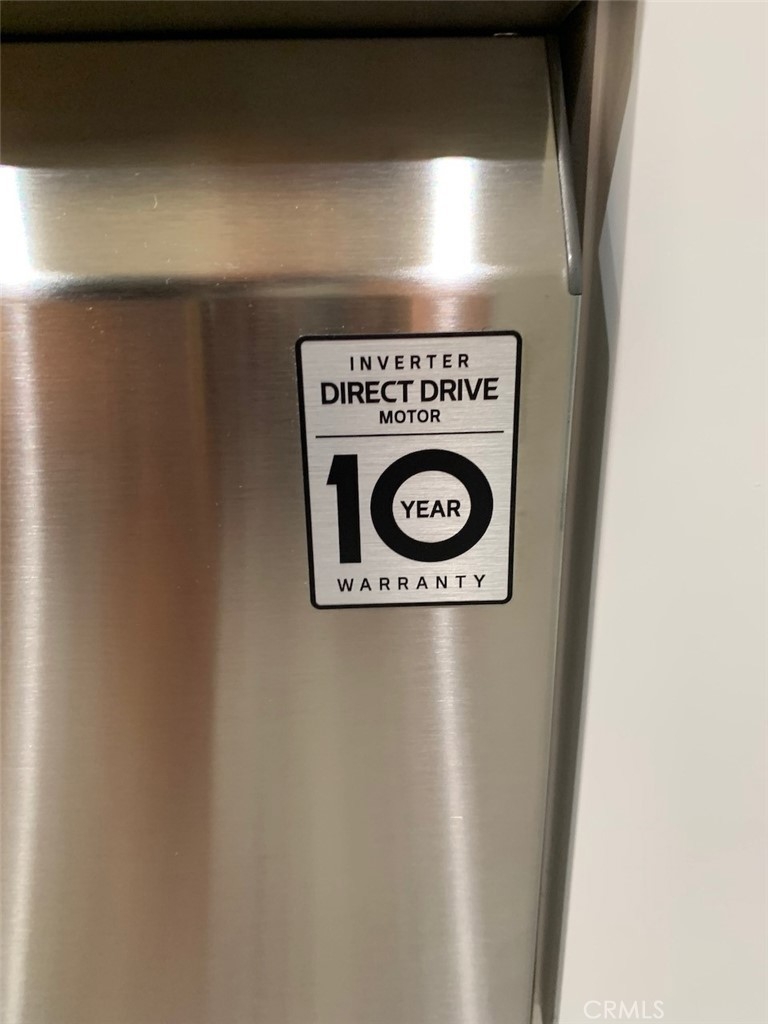 INVERTER
DIRECT DRIVE
MOTOR
10
YEAR
WARRANTY
CRMLS